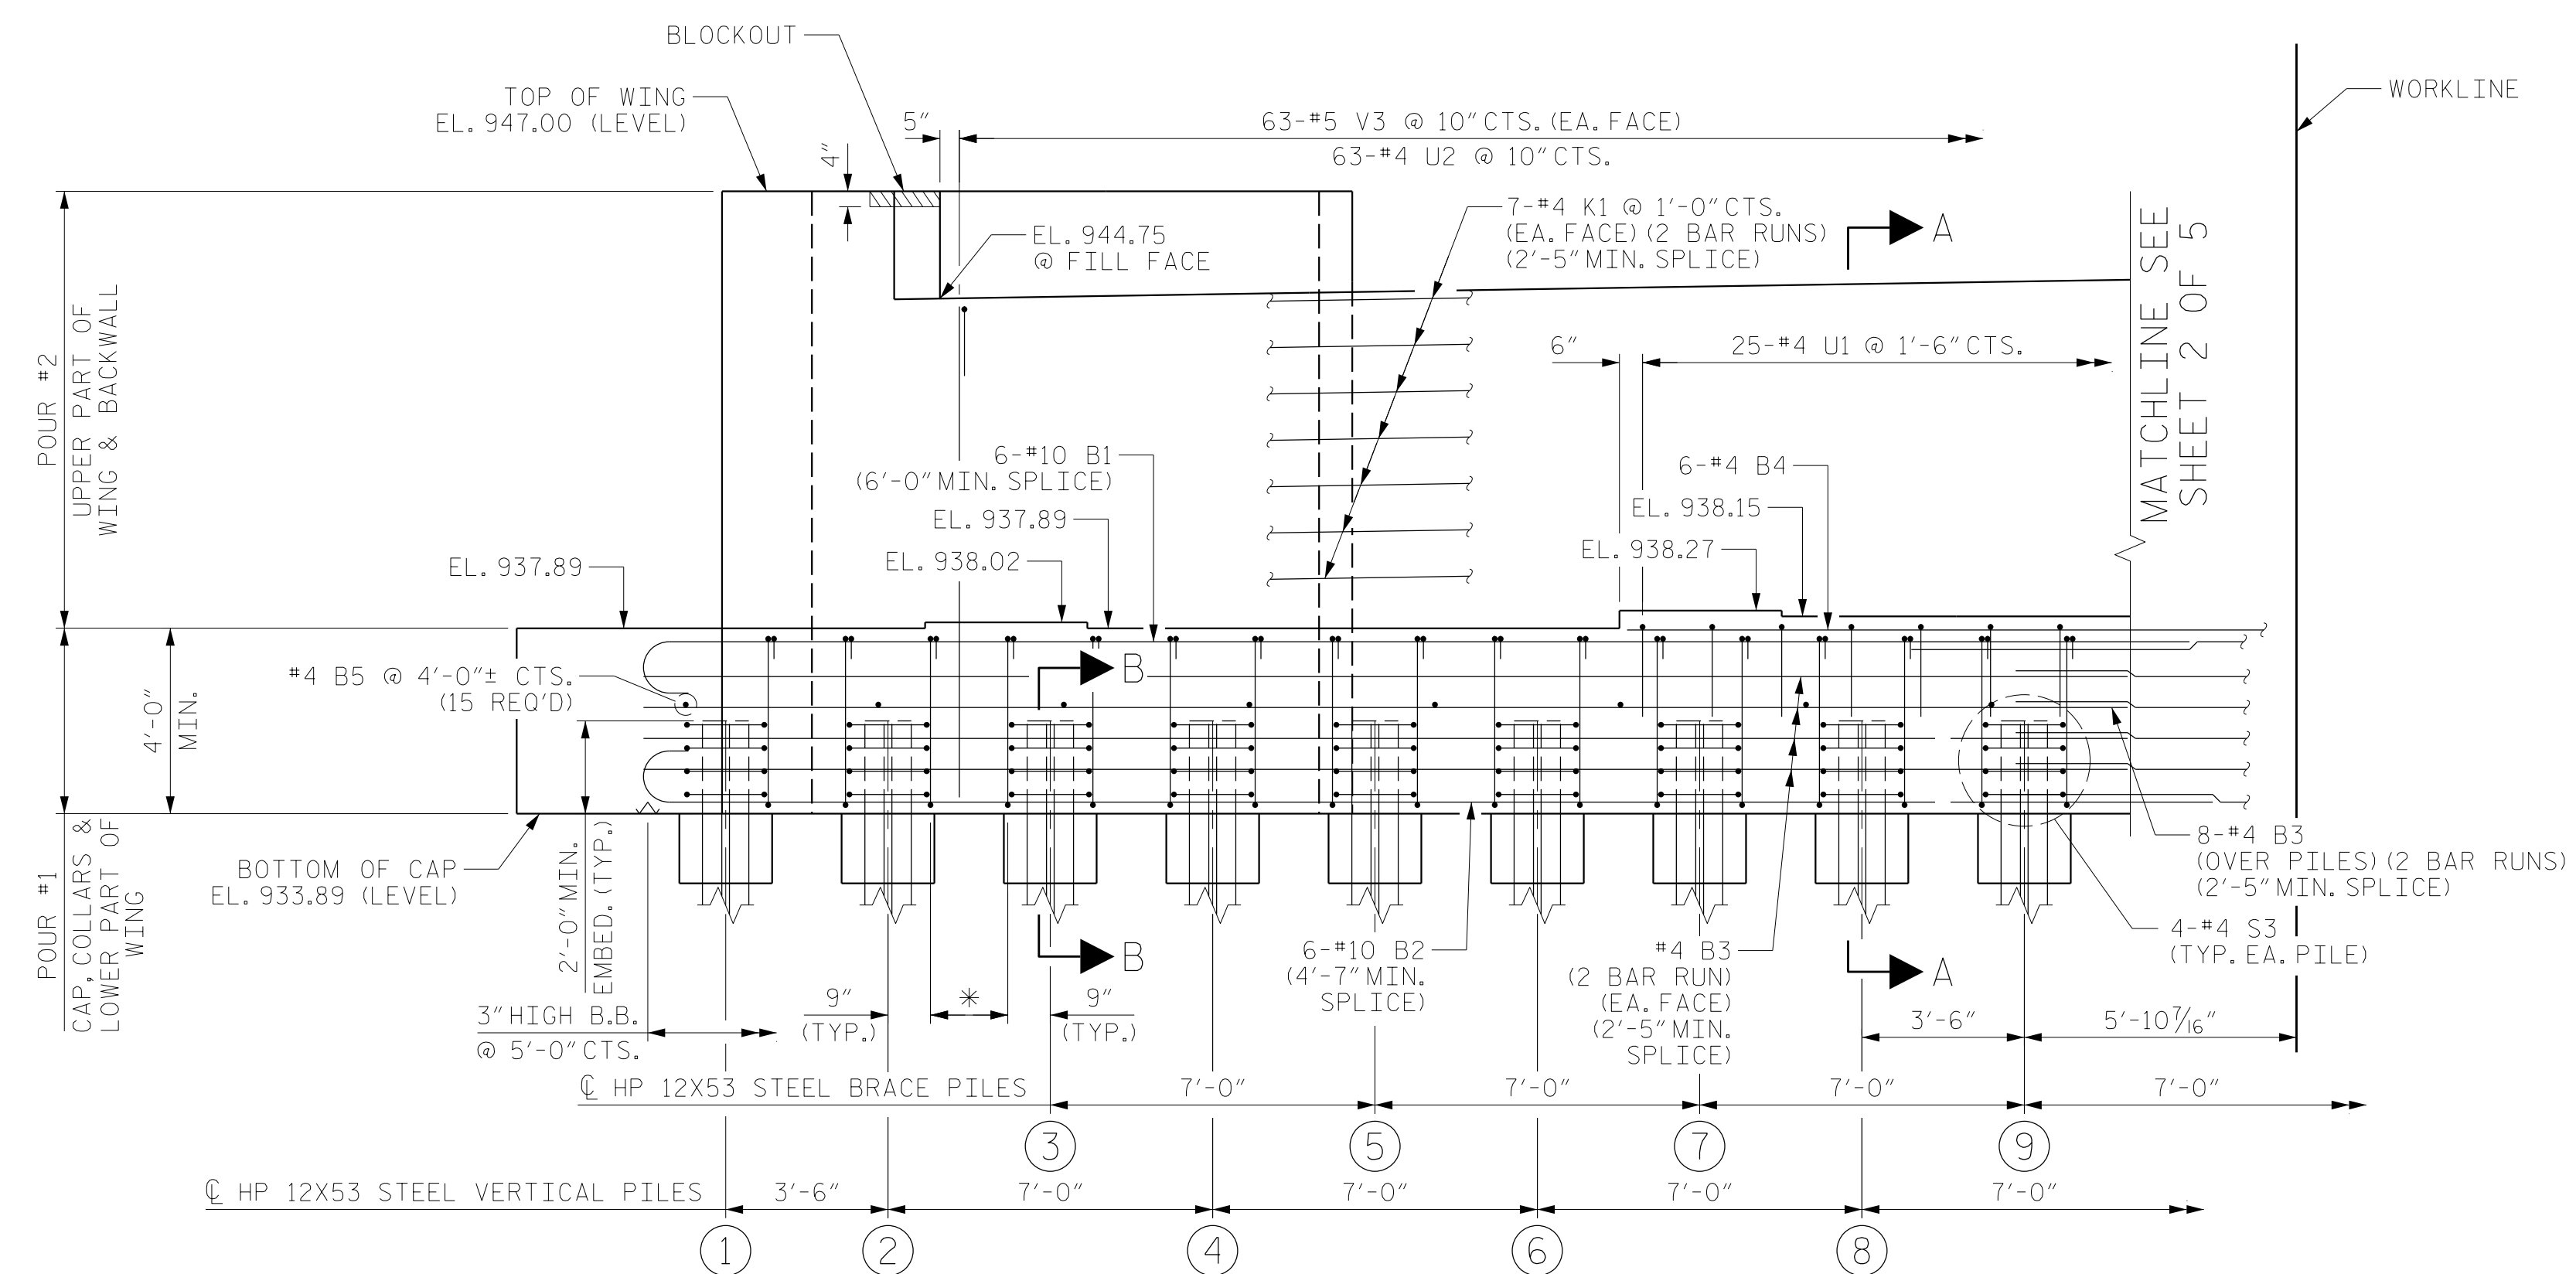 BLOCKOUT
TOP OF WING
EL. 947.00 (LEVEL)
5"
63-#5 V3 @ 10" CTS. (EA. FACE)
63-#4 U2 @ 10" CTS.
WORKLINE
4"
7-#4 K1 @ 1'-0" CTS.
(EA. FACE) (2 BAR RUNS)
(2'-5" MIN. SPLICE)
A
EL. 944.75
@ FILL FACE
MATCHLINE SEE
SHEET 2 OF 5
POUR #2
UPPER PART OF
WING & BACKWALL
6"
25-#4 U1 @ 1'-6" CTS.
6-#10 B1
(6'-0" MIN. SPLICE)
EL. 937.89
EL. 938.02
EL. 937.89
6-#4 B4
EL. 938.15
EL. 938.27
#4 B5 @ 4'-0"± CTS.
(15 REQ'D)
B
4'-0"
MIN.
BOTTOM OF CAP
EL. 933.89 (LEVEL)
POUR #1
CAP, COLLARS &
LOWER PART OF
WING
2'-0" MIN.
EMBED. (TYP.)
8-#4 B3
(OVER PILES) (2 BAR RUNS)
(2'-5" MIN. SPLICE)
4-#4 S3
(TYP. EA. PILE)
B
6-#10 B2
(4'-7" MIN.
SPLICE)
#4 B3
(2 BAR RUN)
(EA. FACE)
(2'-5" MIN.
SPLICE)
A
3" HIGH B.B.
@ 5'-0" CTS.
9"
(TYP.)
*
9"
(TYP.)
3'-6"
5'-10 7/16"
℄ HP 12X53 STEEL BRACE PILES
7'-0"
7'-0"
7'-0"
7'-0"
3
5
7
9
℄ HP 12X53 STEEL VERTICAL PILES
3'-6"
7'-0"
7'-0"
7'-0"
7'-0"
1
2
4
6
8